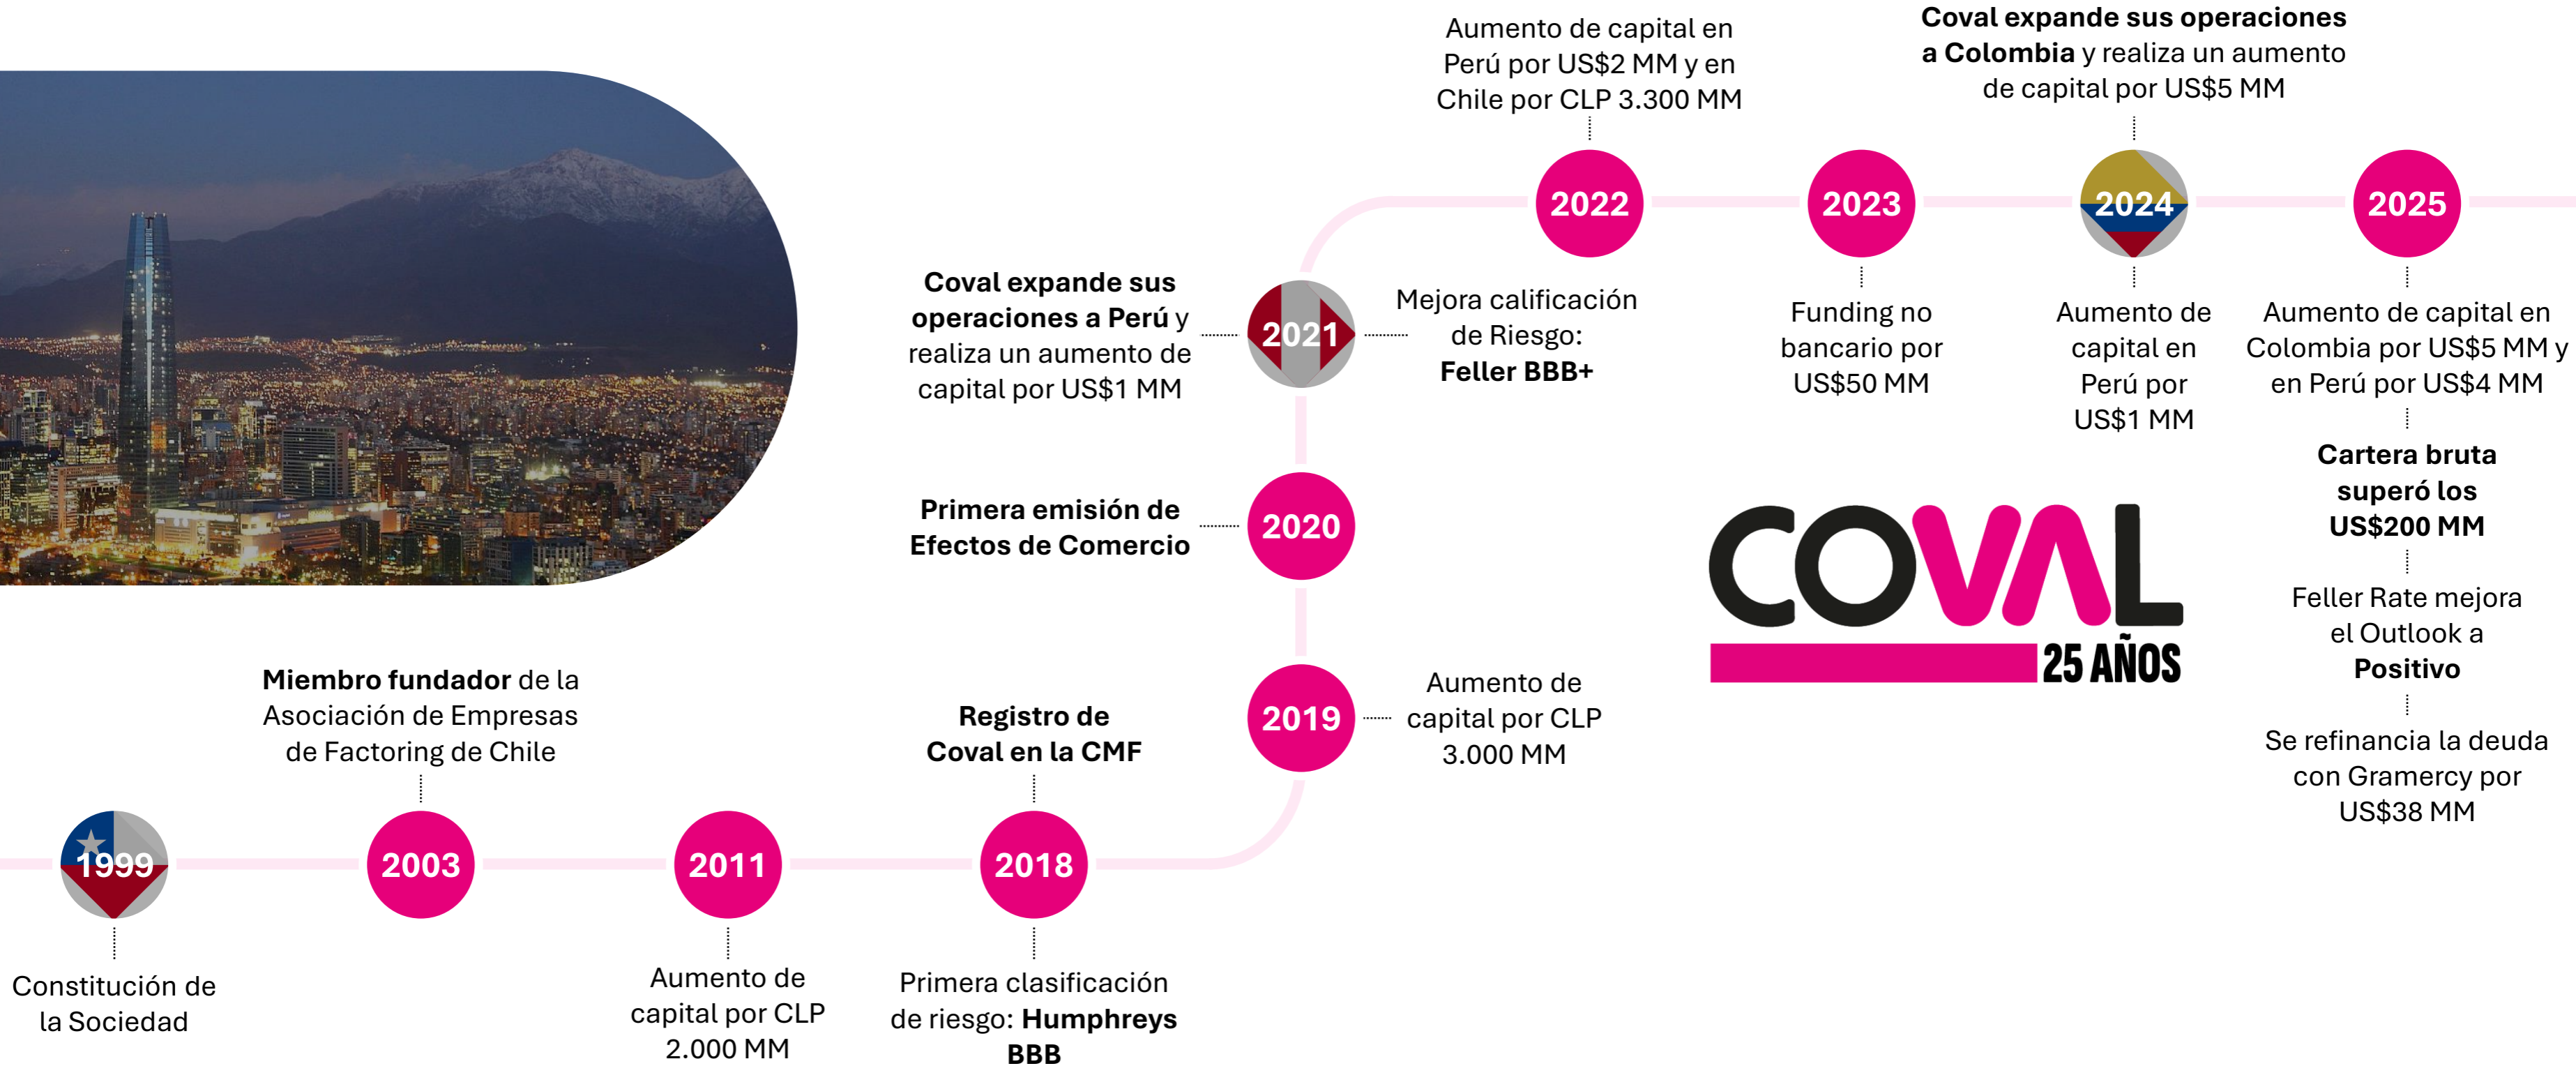 1999
Constitución de
la Sociedad
Miembro fundador de la
Asociación de Empresas
de Factoring de Chile
2003
2011
Aumento de
capital por CLP
2.000 MM
Registro de
Coval en la CMF
2018
Primera clasificación
de riesgo: Humphreys
BBB
2019
Aumento de
capital por CLP
3.000 MM
Primera emisión de
Efectos de Comercio
2020
Coval expande sus
operaciones a Perú y
realiza un aumento de
capital por US$1 MM
2021
Mejora calificación
de Riesgo:
Feller BBB+
Aumento de capital en
Perú por US$2 MM y en
Chile por CLP 3.300 MM
2022
2023
Funding no
bancario por
US$50 MM
Coval expande sus operaciones
a Colombia y realiza un aumento
de capital por US$5 MM
2024
Aumento de
capital en
Perú por
US$1 MM
2025
Aumento de capital en
Colombia por US$5 MM y
en Perú por US$4 MM
Cartera bruta
superó los
US$200 MM
Feller Rate mejora
el Outlook a
Positivo
Se refinancia la deuda
con Gramercy por
US$38 MM
COVAL
25 AÑOS